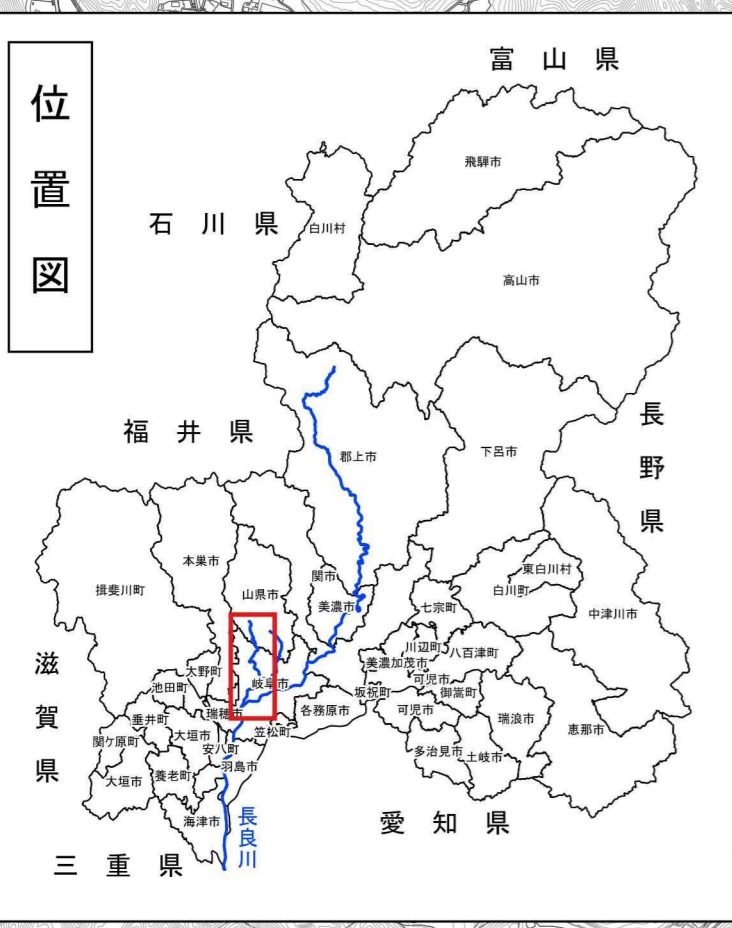 位置図
富山県
飛騨市
石川県
白川村
高山市
長野県
福井県
郡上市
下呂市
本巣市
関市
東白川村
揖斐川町
山県市
美濃市
七宗町
白川町
中津川市
川辺町
八百津町
滋賀県
大野町
美濃加茂市
池田町
岐阜市
坂祝町
可児市
御嵩町
垂井町
瑞穂市
各務原市
可児市
瑞浪市
関ケ原町
大垣市
安八町
笠松町
恵那市
大垣市
養老町
羽島市
多治見市
土岐市
海津市
長良川
愛知県
三重県